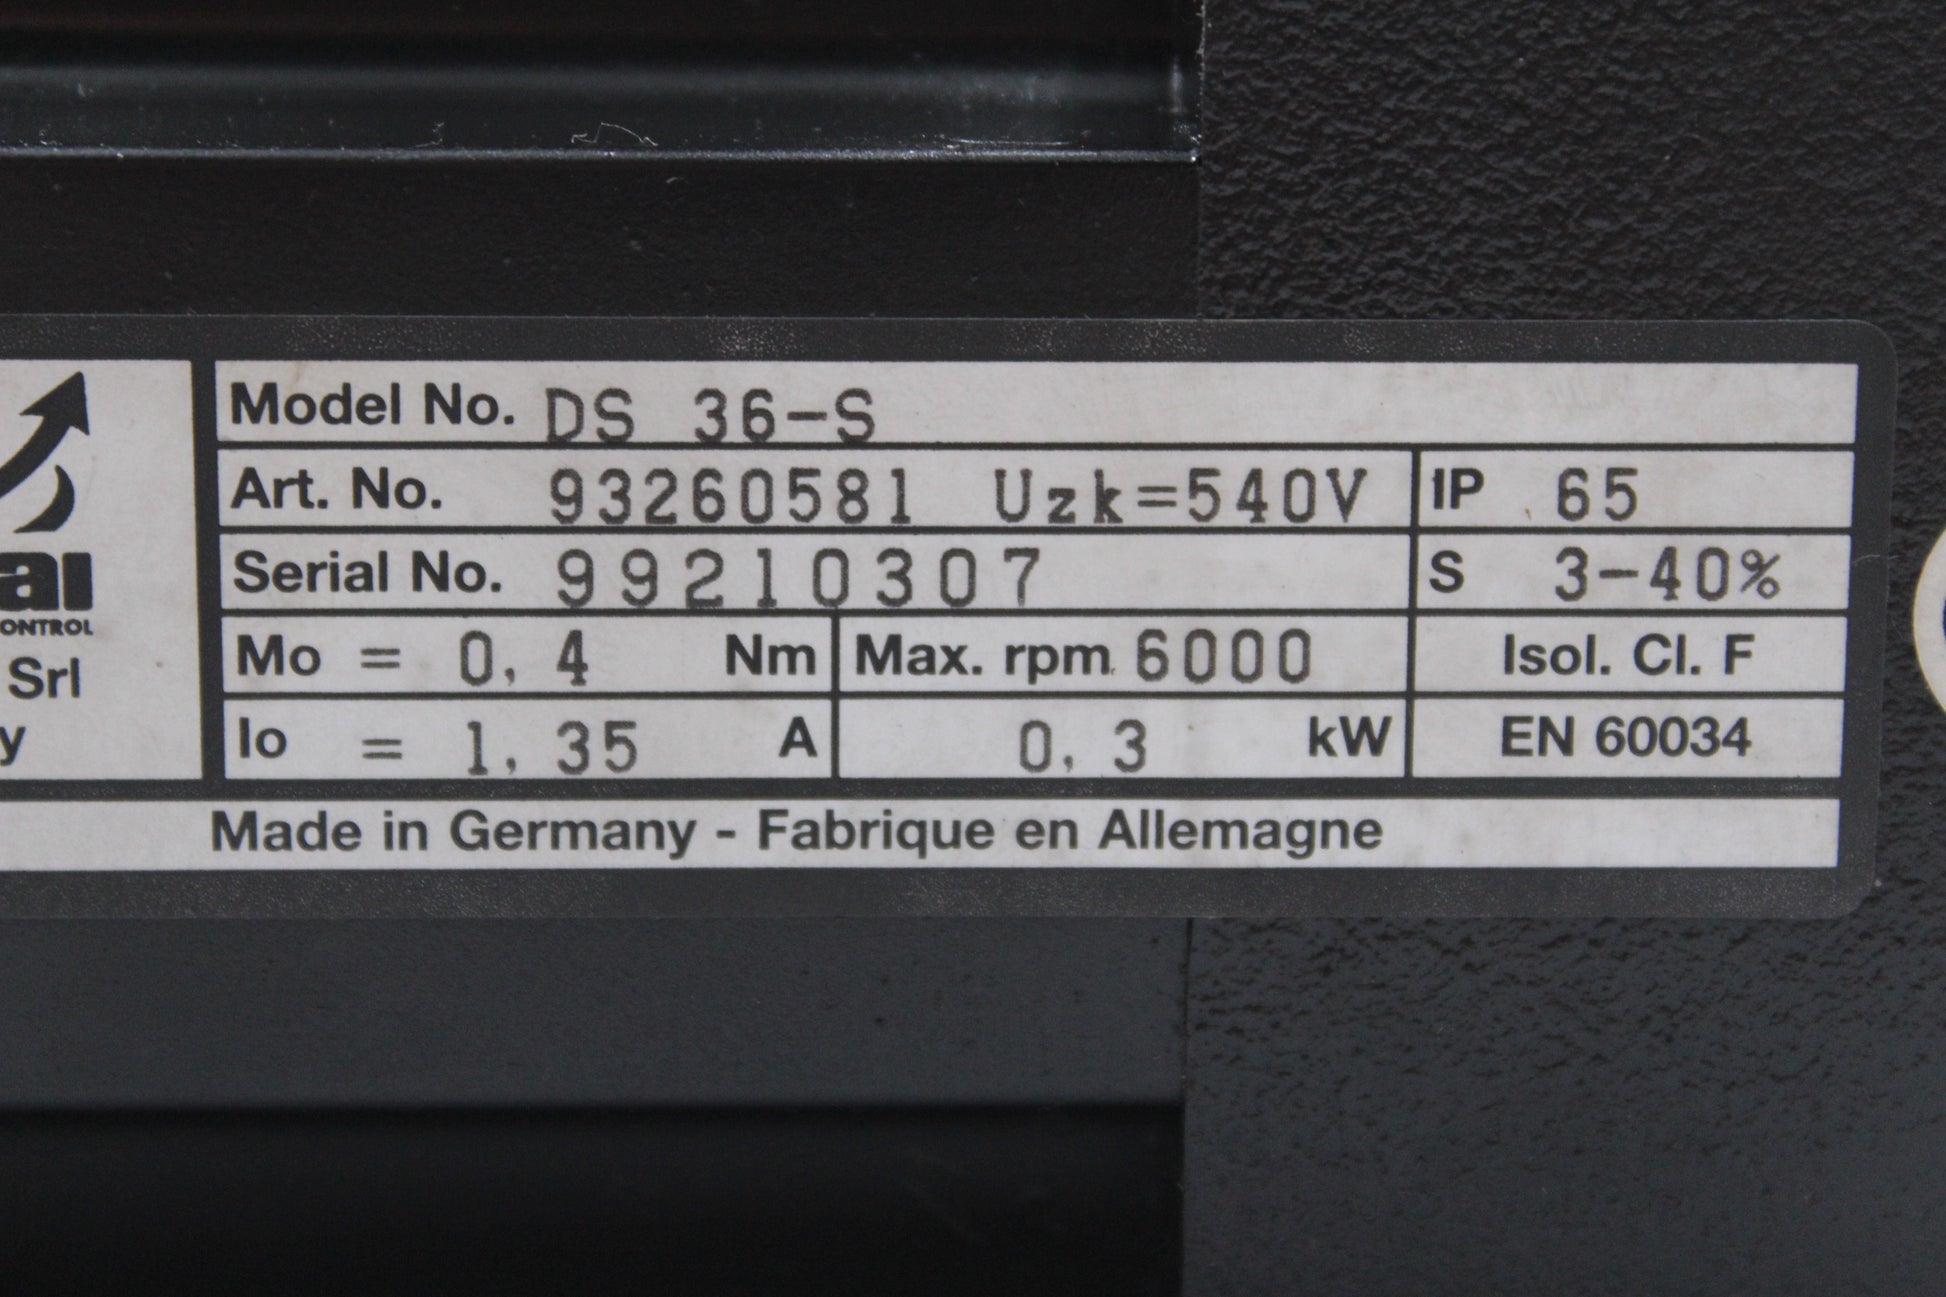 Model No. DS 36-S
Art. No. 93260581 Uzk=540V IP 65
Serial No. 99210307 S 3-40%
Mo = 0,4 Nm Max. rpm 6000 Isol. Cl. F
Io = 1,35 A 0,3 kW EN 60034
Srl
Made in Germany - Fabrique en Allemagne